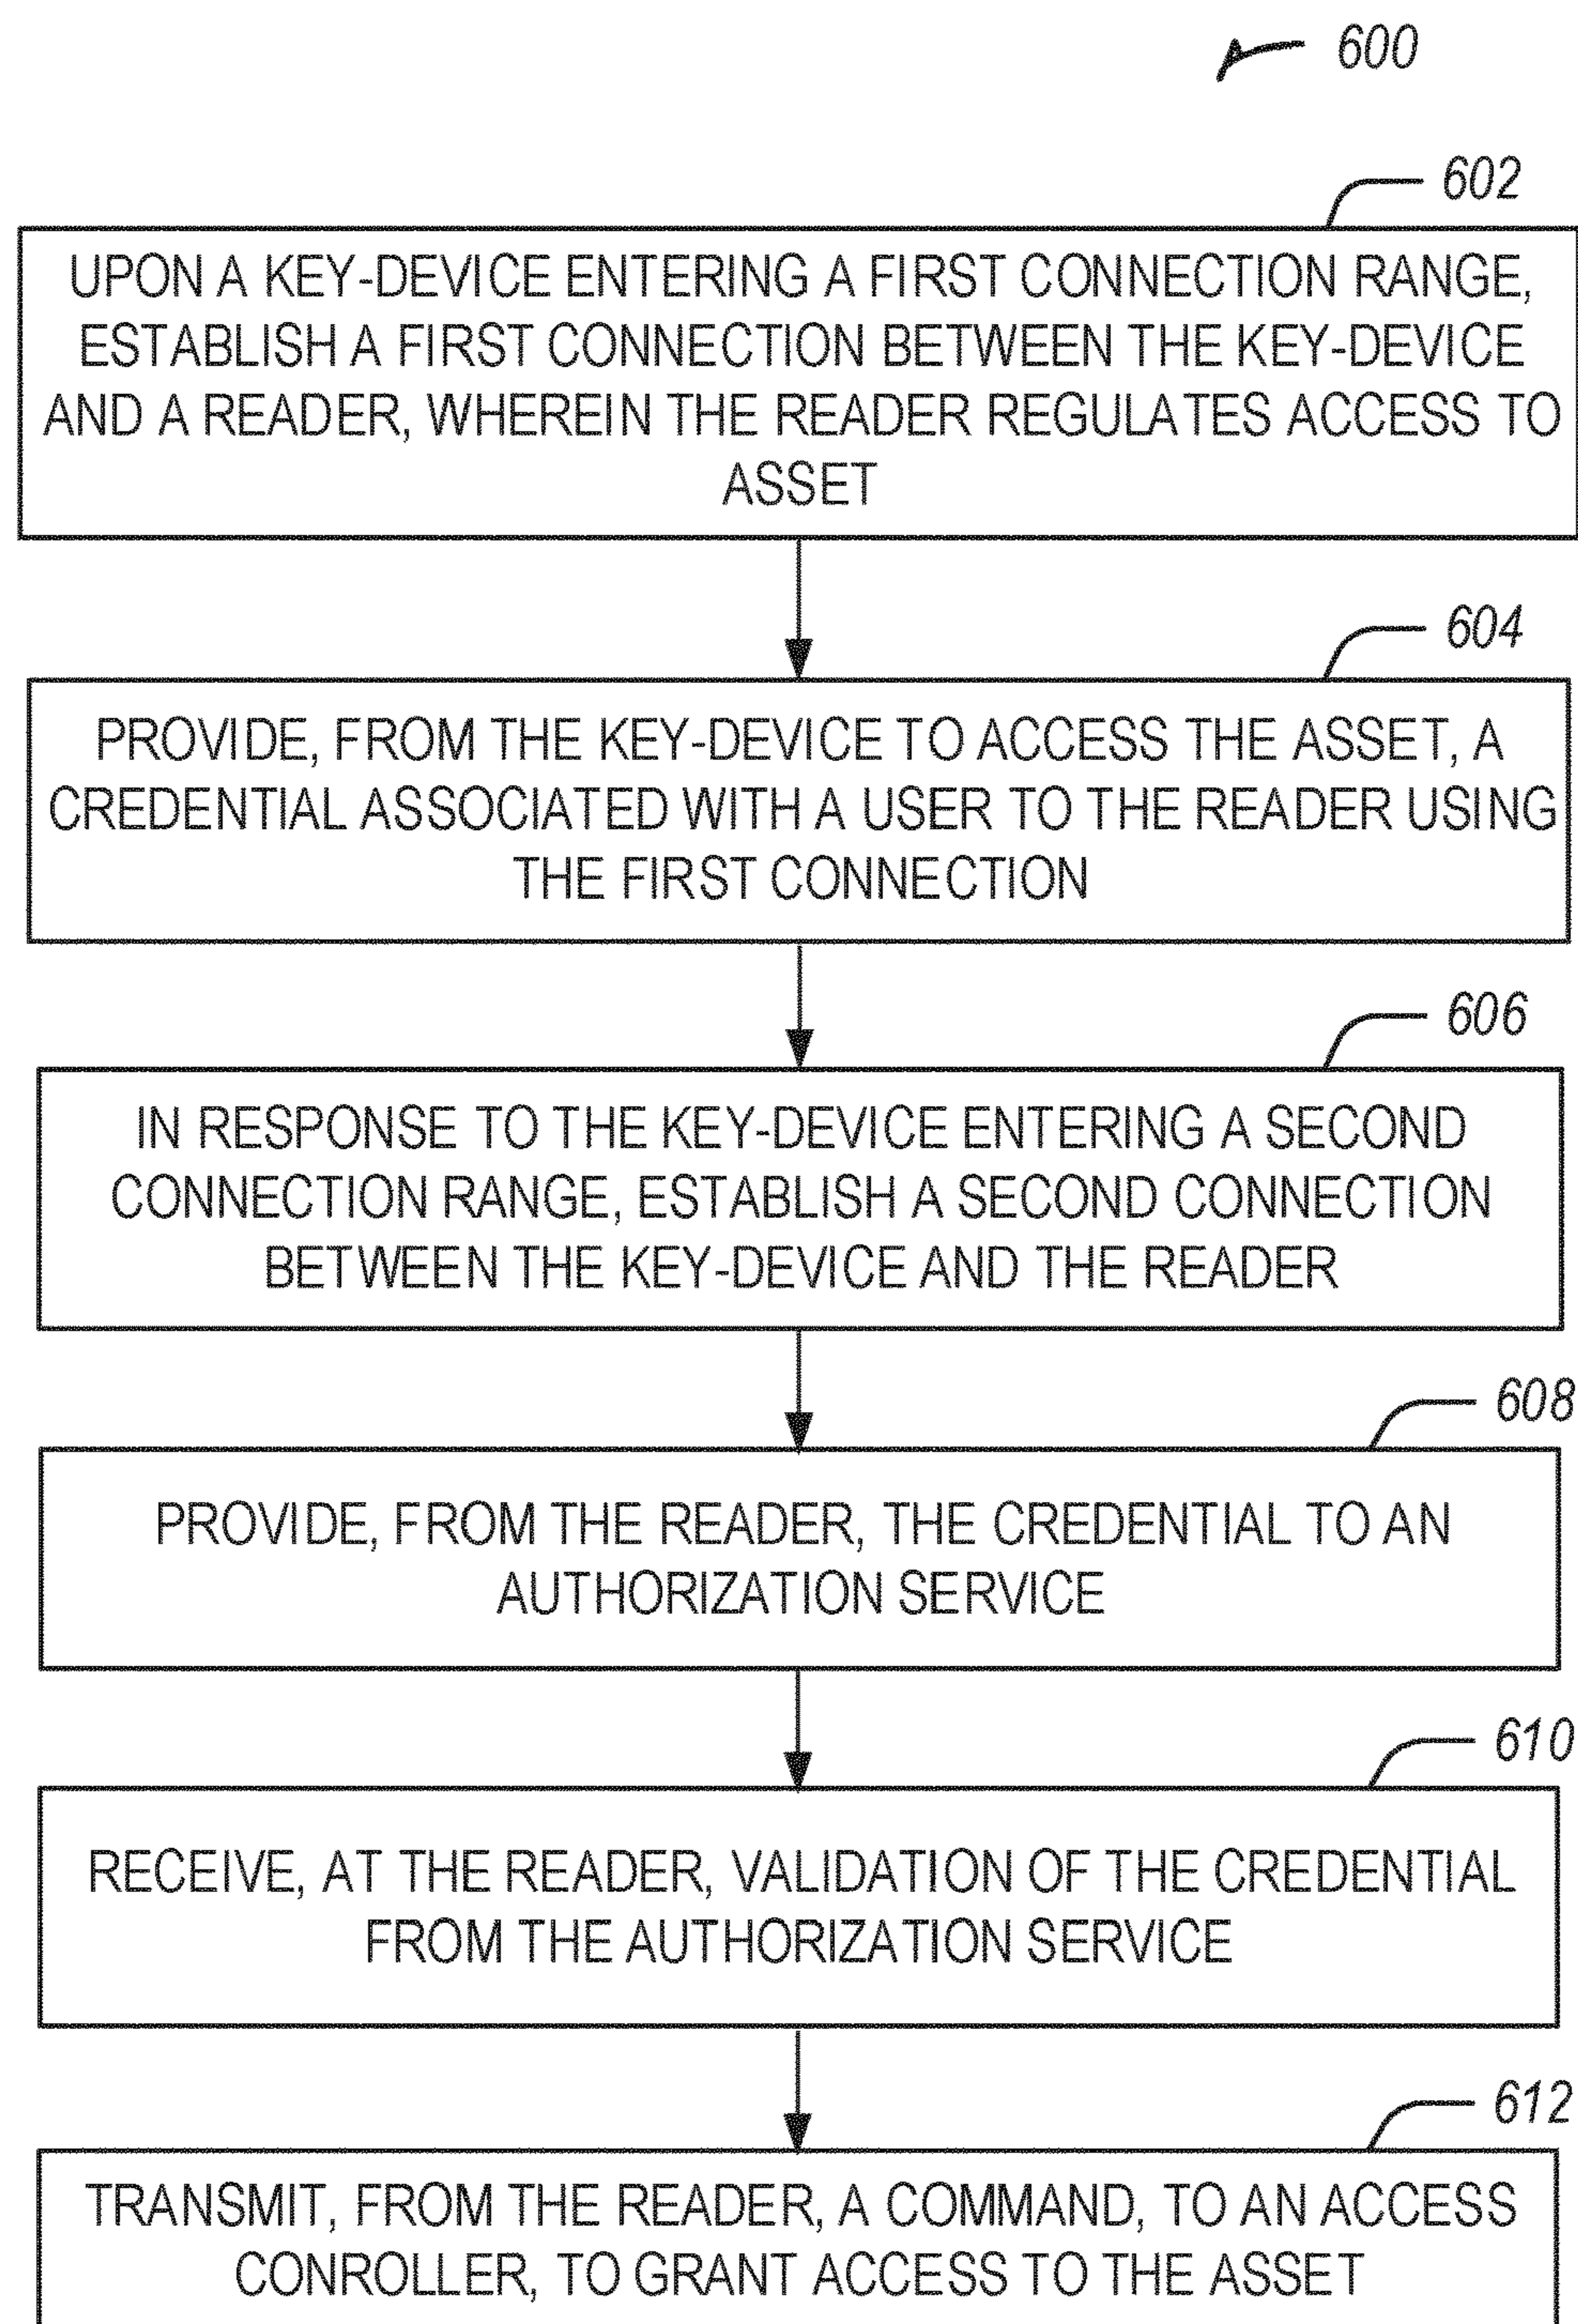 600
602
UPON A KEY-DEVICE ENTERING A FIRST CONNECTION RANGE,
ESTABLISH A FIRST CONNECTION BETWEEN THE KEY-DEVICE
AND A READER, WHEREIN THE READER REGULATES ACCESS TO
ASSET
604
PROVIDE, FROM THE KEY-DEVICE TO ACCESS THE ASSET, A
CREDENTIAL ASSOCIATED WITH A USER TO THE READER USING
THE FIRST CONNECTION
606
IN RESPONSE TO THE KEY-DEVICE ENTERING A SECOND
CONNECTION RANGE, ESTABLISH A SECOND CONNECTION
BETWEEN THE KEY-DEVICE AND THE READER
608
PROVIDE, FROM THE READER, THE CREDENTIAL TO AN
AUTHORIZATION SERVICE
610
RECEIVE, AT THE READER, VALIDATION OF THE CREDENTIAL
FROM THE AUTHORIZATION SERVICE
612
TRANSMIT, FROM THE READER, A COMMAND, TO AN ACCESS
CONROLLER, TO GRANT ACCESS TO THE ASSET